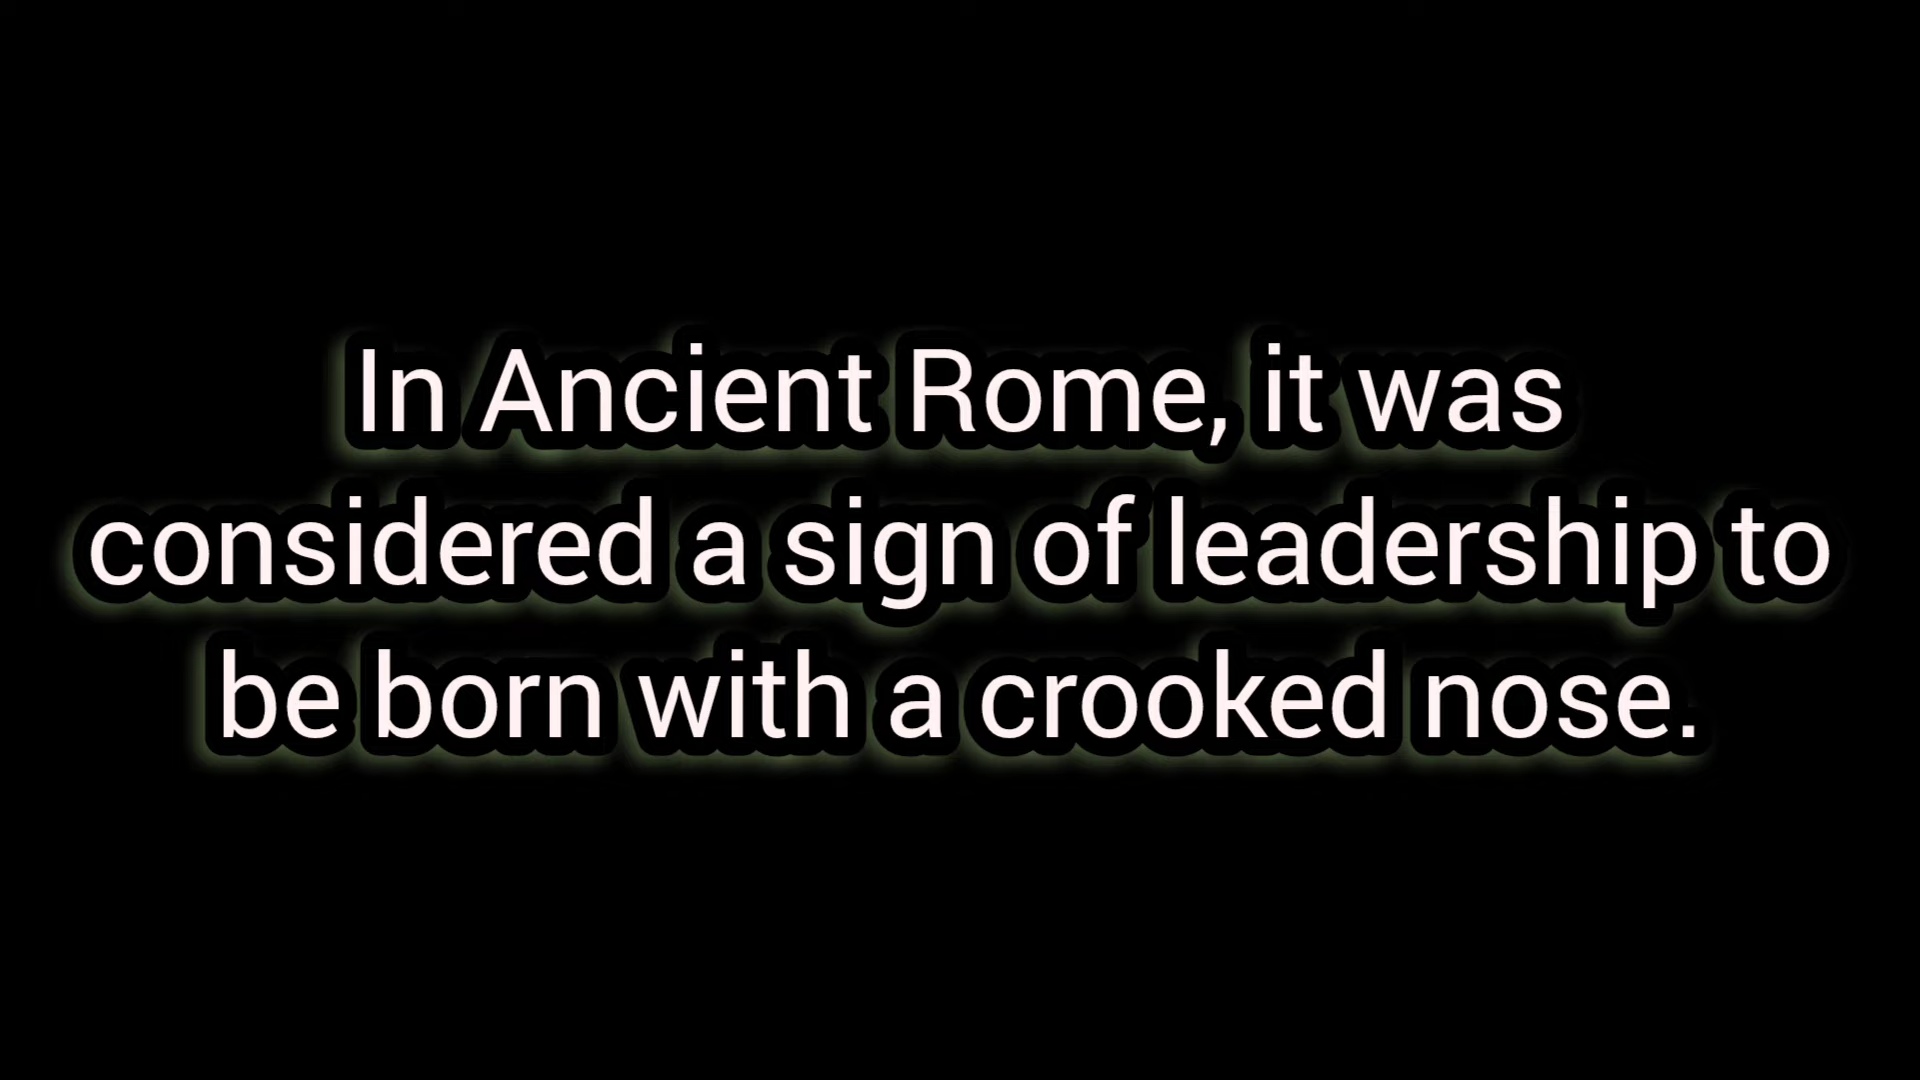 In Ancient Rome, it was
considered a sign of leadership to
be born with a crooked nose.